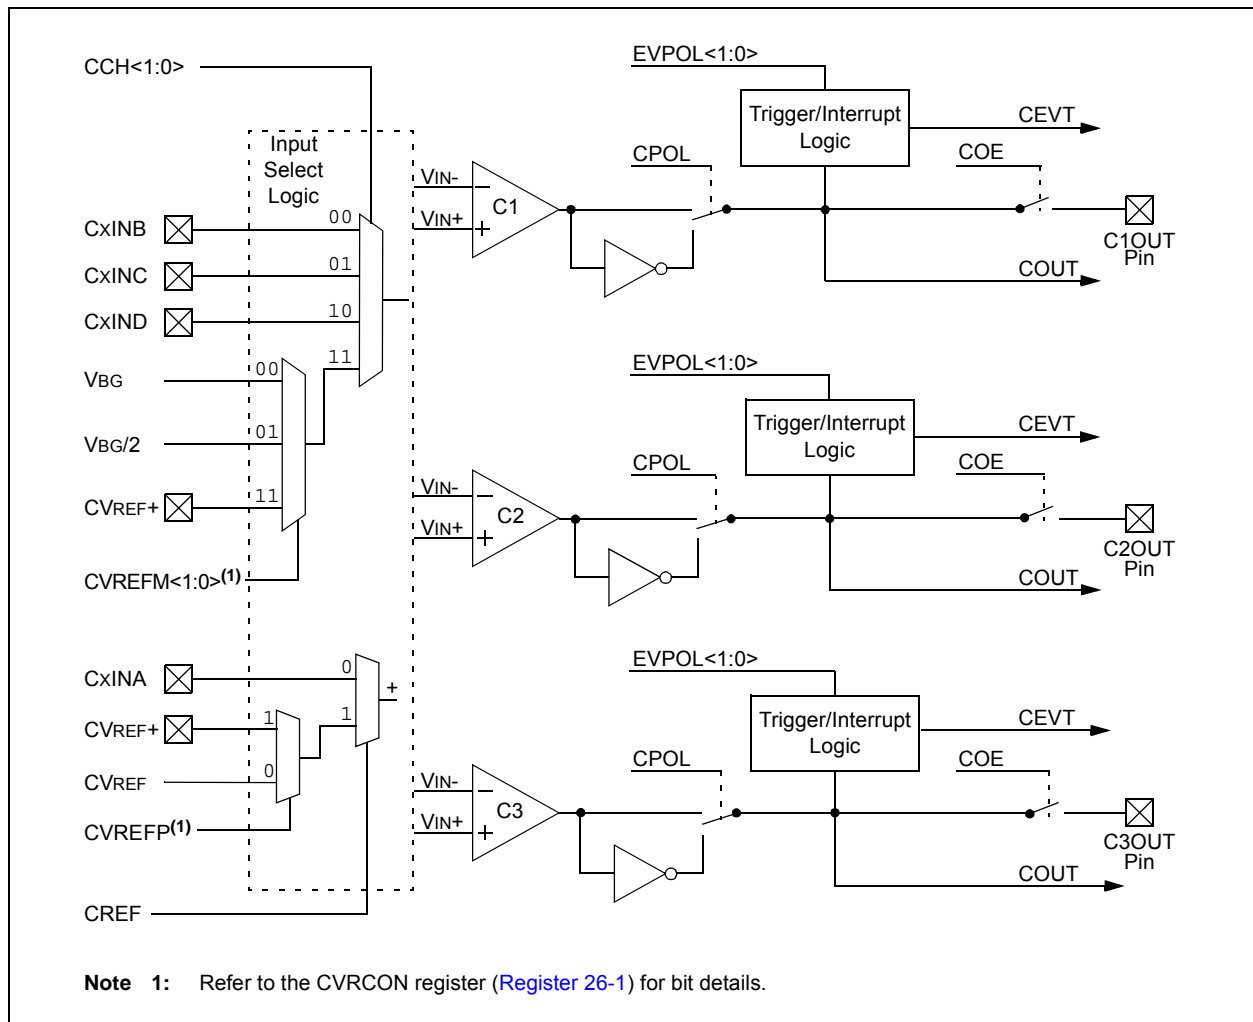 CCH<1:0>
Input
Select
Logic
CxINB
00
CxINC
01
CxIND
10
11
VBG
00
VBG/2
01
CVREF+
11
CVREFM<1:0>(1)
CxINA
0
+
CVREF+
1
1
CVREF
0
CVREFP(1)
CREF
EVPOL<1:0>
Trigger/Interrupt
Logic
CEVT
CPOL
COE
VIN-
−
VIN+
+
C1
C1OUT
Pin
COUT
EVPOL<1:0>
Trigger/Interrupt
Logic
CEVT
CPOL
COE
VIN-
−
VIN+
+
C2
C2OUT
Pin
COUT
EVPOL<1:0>
Trigger/Interrupt
Logic
CEVT
CPOL
COE
VIN-
−
VIN+
+
C3
C3OUT
Pin
COUT
Note 1: Refer to the CVRCON register (Register 26-1) for bit details.